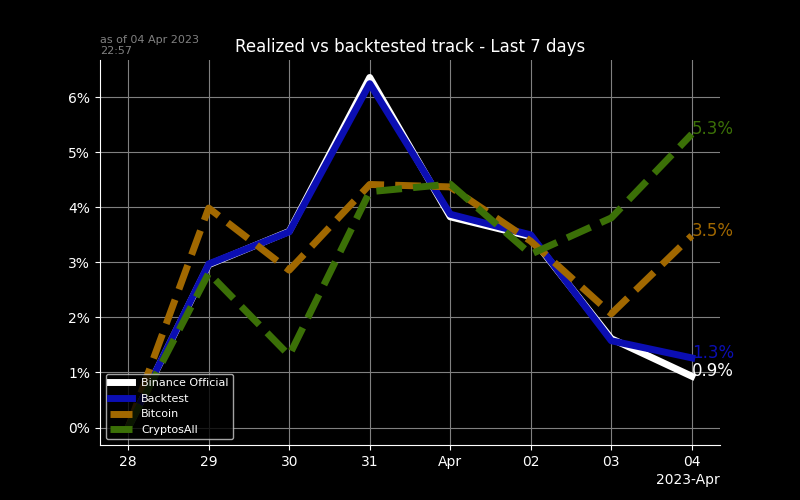 as of 04 Apr 2023
22:57
Realized vs backtested track - Last 7 days
6%
5%
4%
3%
2%
1%
0%
5.3%
3.5%
1.3%
0.9%
Binance Official
Backtest
Bitcoin
CryptosAll
28 29 30 31 Apr 02 03 04
2023-Apr